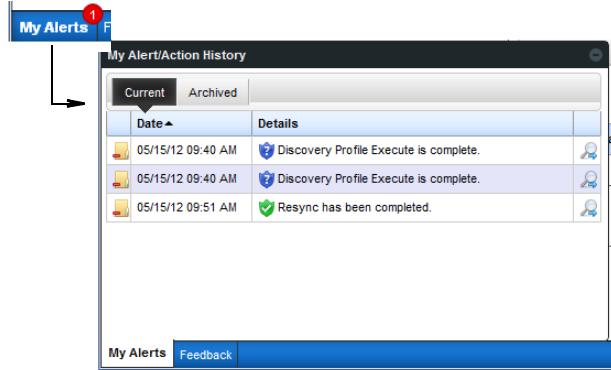 My Alerts 1 F
My Alert/Action History
Current Archived
Date Details
05/15/12 09:40 AM Discovery Profile Execute is complete.
05/15/12 09:40 AM Discovery Profile Execute is complete.
05/15/12 09:51 AM Resync has been completed.
My Alerts Feedback